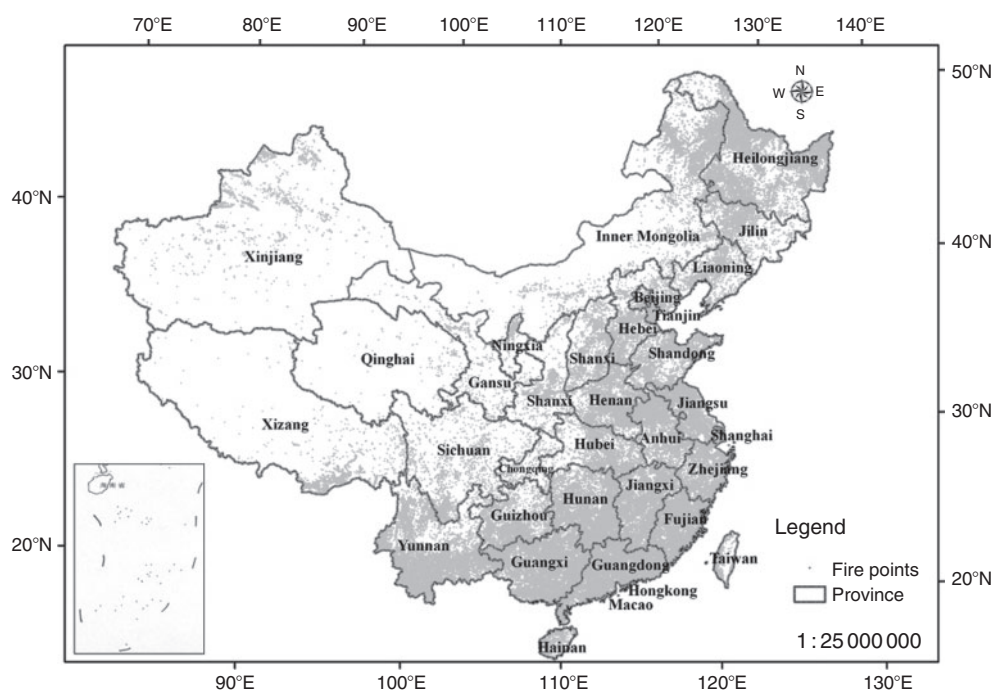 70°E 80°E 90°E 100°E 110°E 120°E 130°E 140°E
50°N
N
W E
S
Heilongjiang
40°N
Jilin
Inner Mongolia
40°N
Xinjiang
Liaoning
Beijing
Tianjin
Hebei
Ningxia
Shandong
Qinghai
Shanxi
30°N
Gansu
Shanxi
Henan
Jiangsu
30°N
Xizang
Shanghai
Anhui
Hubei
Sichuan
Chongqing
Zhejiang
Jiangxi
Hunan
Guizhou
Fujian
Legend
20°N
Yunnan
Taiwan
Guangxi
Guangdong
Fire points
20°N
Hongkong
Province
Macao
1 : 25 000 000
Hainan
90°E 100°E 110°E 120°E 130°E